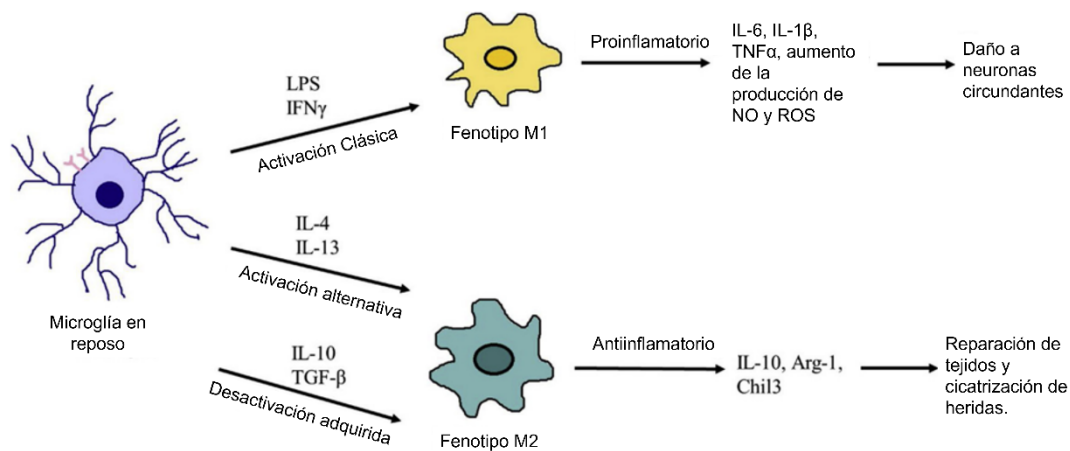 Microglía en
reposo
LPS
IFNγ
Activación Clásica
Fenotipo M1
Proinflamatorio
IL-6, IL-1β,
TNFα, aumento
de la
producción de
NO y ROS
Daño a
neuronas
circundantes
IL-4
IL-13
Activación alternativa
IL-10
TGF-β
Desactivación adquirida
Fenotipo M2
Antiinflamatorio
IL-10, Arg-1,
Chil3
Reparación de
tejidos y
cicatrización de
heridas.